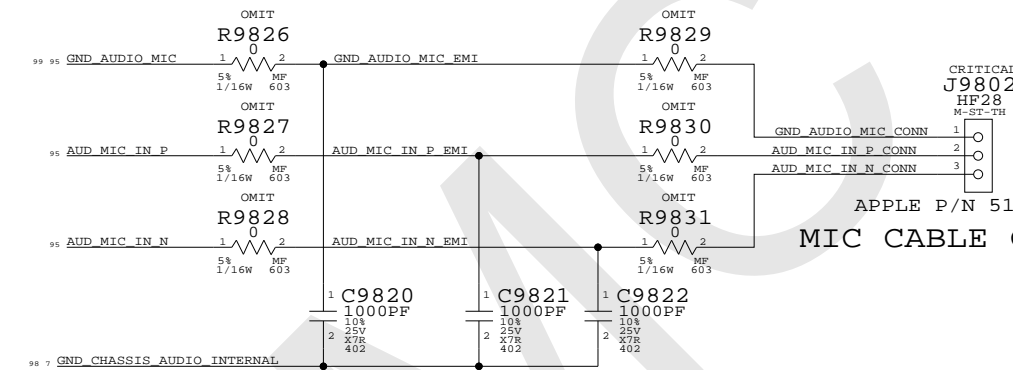 OMIT OMIT
R9826 R9829
0 0
99 95 GND_AUDIO_MIC 1 2 GND_AUDIO_MIC_EMI 1 2
5% MF 5% MF
1/16W 603 1/16W 603
CRITICAL
J9802
HF28
M-ST-TH
OMIT OMIT
R9827 R9830
0 0
GND_AUDIO_MIC_CONN 1
95 AUD_MIC_IN_P 1 2 AUD_MIC_IN_P_EMI 1 2 AUD_MIC_IN_P_CONN 2
5% MF 5% MF
1/16W 603 1/16W 603
AUD_MIC_IN_N_CONN 3
OMIT OMIT
R9828 R9831
0 0
APPLE P/N 51
MIC CABLE
95 AUD_MIC_IN_N 1 2 AUD_MIC_IN_N_EMI 1 2
5% MF 5% MF
1/16W 603 1/16W 603
1 C9820 1 C9821 1 C9822
1000PF 1000PF 1000PF
10% 10% 10%
25V 25V 25V
2 X7R 2 X7R 2 X7R
402 402 402
98 7 GND_CHASSIS_AUDIO_INTERNAL